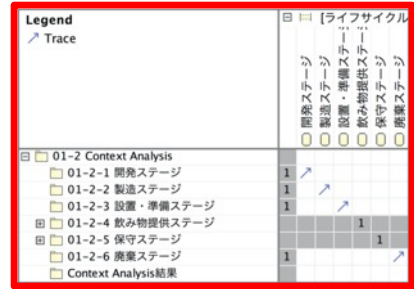 Legend
Trace
[ライフサイクル
開発ステージ
製造ステージ
設置・準備ステージ
飲み物提供ステージ
保守ステージ
廃棄ステージ
01-2 Context Analysis
01-2-1 開発ステージ 1
01-2-2 製造ステージ 1
01-2-3 設置・準備ステージ 1
01-2-4 飲み物提供ステージ 1
01-2-5 保守ステージ 1
01-2-6 廃棄ステージ 1
Context Analysis結果